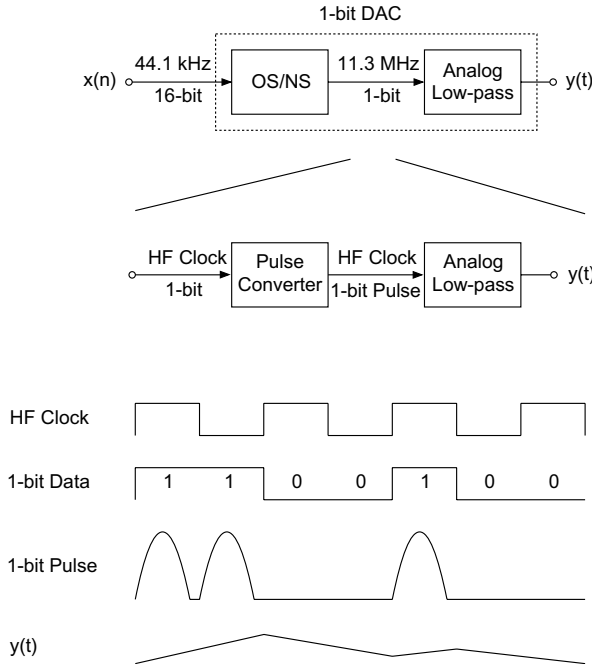 1-bit DAC
x(n)
44.1 kHz
16-bit
OS/NS
11.3 MHz
1-bit
Analog
Low-pass
y(t)
HF Clock
1-bit
Pulse
Converter
HF Clock
1-bit Pulse
Analog
Low-pass
y(t)
HF Clock
1-bit Data 1 1 0 0 1 0 0
1-bit Pulse
y(t)